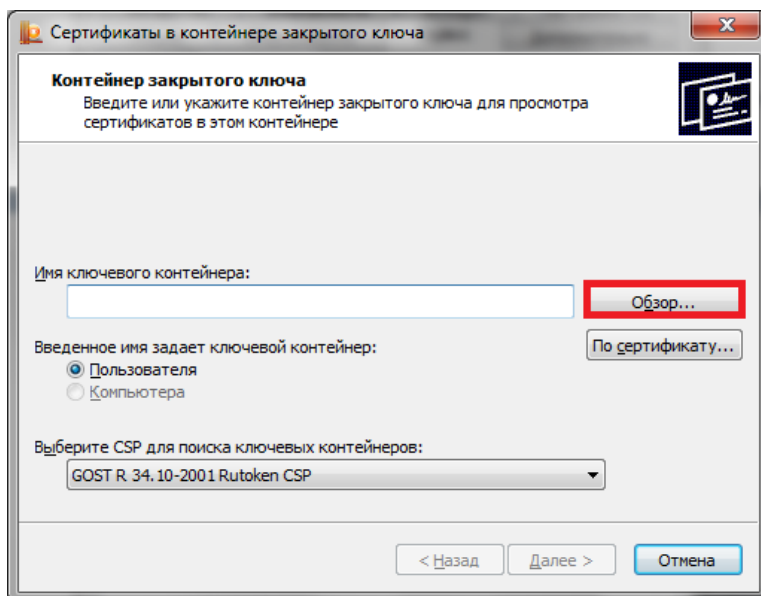 Сертификаты в контейнере закрытого ключа
Контейнер закрытого ключа
Введите или укажите контейнер закрытого ключа для просмотра
сертификатов в этом контейнере
Имя ключевого контейнера:
Обзор...
Введенное имя задает ключевой контейнер:
По сертификату...
Пользователя
Компьютера
Выберите CSP для поиска ключевых контейнеров:
GOST R 34.10-2001 Rutoken CSP
< Назад
Далее >
Отмена